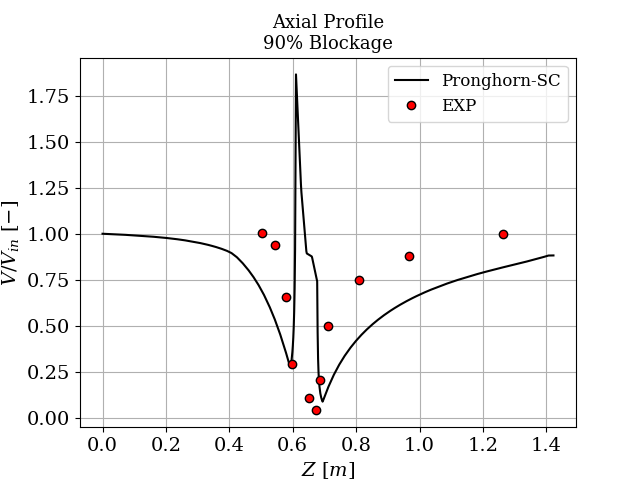 Axial Profile
90% Blockage
Pronghorn-SC
EXP
V/V_in [−]
1.75
1.50
1.25
1.00
0.75
0.50
0.25
0.00
0.0 0.2 0.4 0.6 0.8 1.0 1.2 1.4
Z [m]